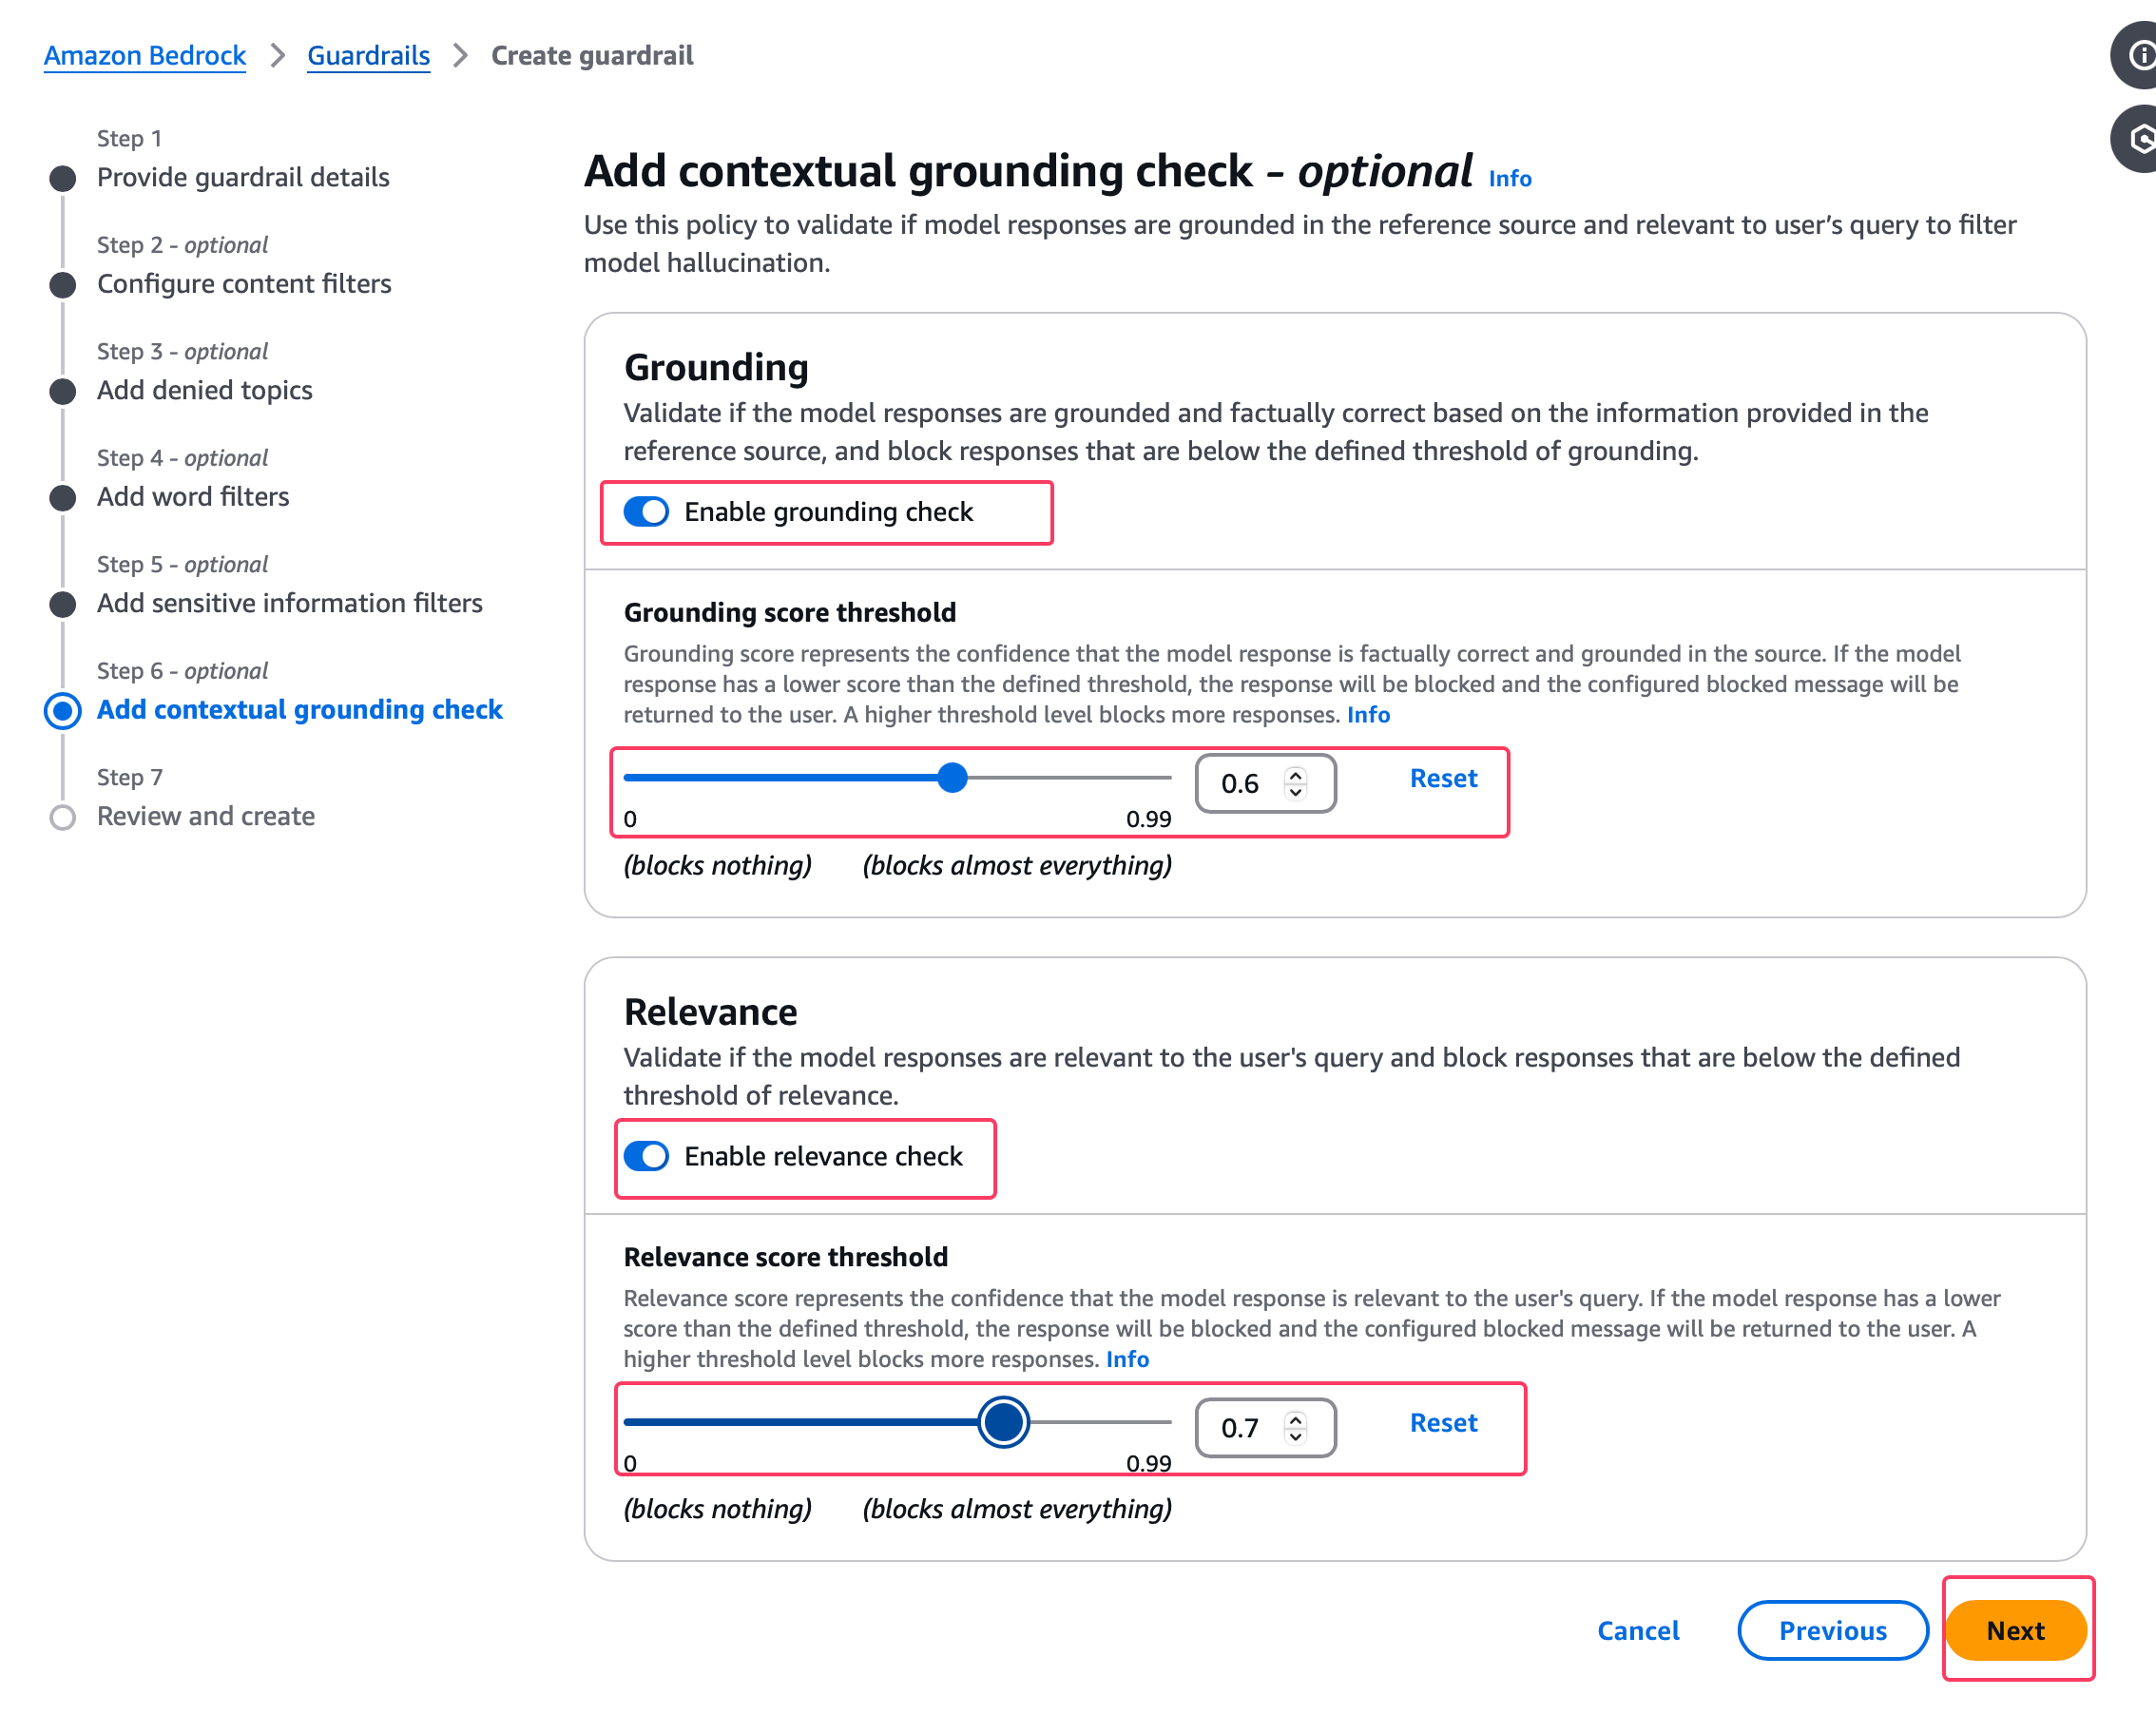 Amazon Bedrock > Guardrails > Create guardrail
Step 1
Provide guardrail details
Step 2 - optional
Configure content filters
Step 3 - optional
Add denied topics
Step 4 - optional
Add word filters
Step 5 - optional
Add sensitive information filters
Step 6 - optional
Add contextual grounding check
Step 7
Review and create
Add contextual grounding check - optional Info
Use this policy to validate if model responses are grounded in the reference source and relevant to user’s query to filter
model hallucination.
Grounding
Validate if the model responses are grounded and factually correct based on the information provided in the
reference source, and block responses that are below the defined threshold of grounding.
Enable grounding check
Grounding score threshold
Grounding score represents the confidence that the model response is factually correct and grounded in the source. If the model
response has a lower score than the defined threshold, the response will be blocked and the configured blocked message will be
returned to the user. A higher threshold level blocks more responses. Info
0.6 Reset
0 0.99
(blocks nothing) (blocks almost everything)
Relevance
Validate if the model responses are relevant to the user's query and block responses that are below the defined
threshold of relevance.
Enable relevance check
Relevance score threshold
Relevance score represents the confidence that the model response is relevant to the user's query. If the model response has a lower
score than the defined threshold, the response will be blocked and the configured blocked message will be returned to the user. A
higher threshold level blocks more responses. Info
0.7 Reset
0 0.99
(blocks nothing) (blocks almost everything)
Cancel Previous Next